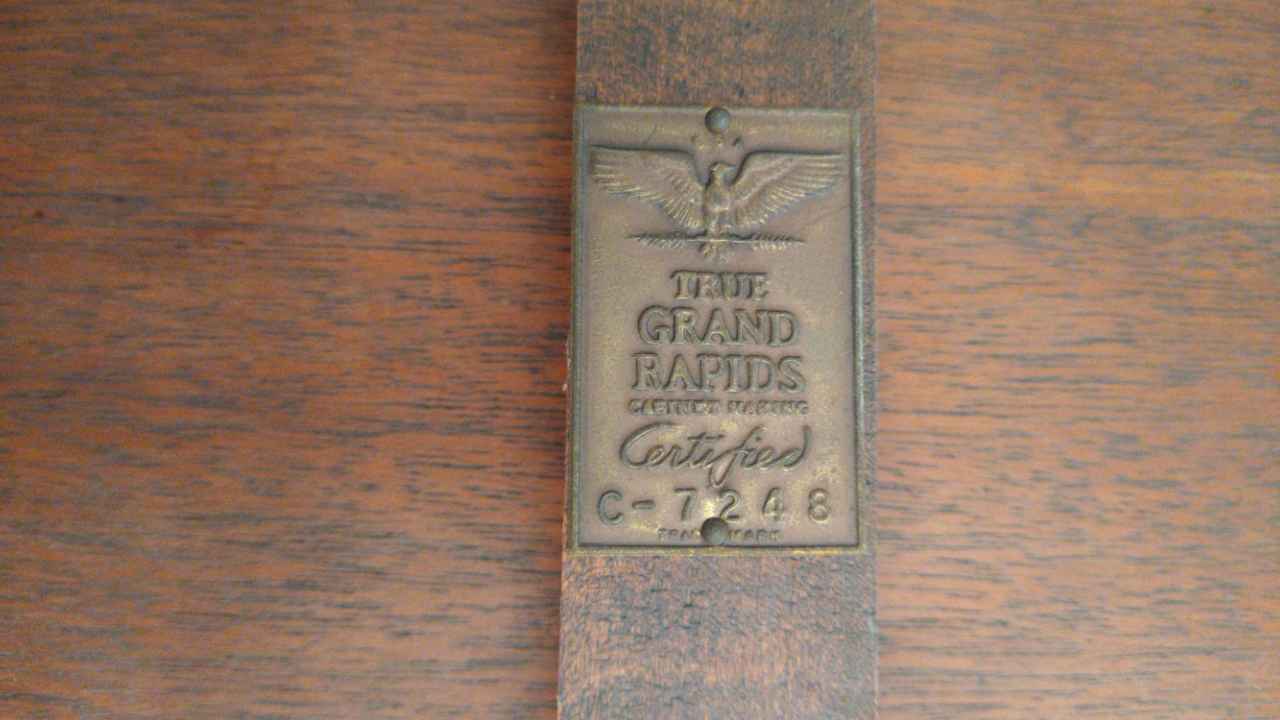 TRUE
GRAND
RAPIDS
CABINET MAKING
Certified
C-7248
TRADE MARK